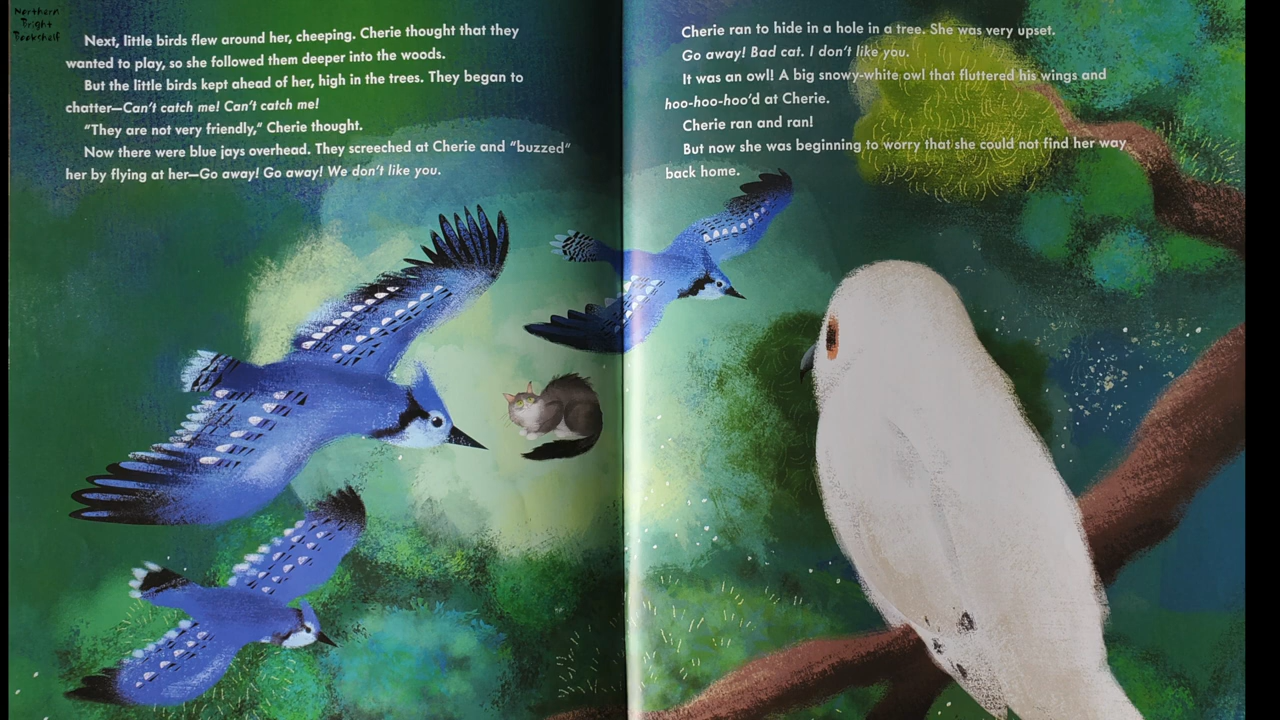 Northern
Bright
Bookshelf
Next, little birds flew around her, cheeping. Cherie thought that they
wanted to play, so she followed them deeper into the woods.
But the little birds kept ahead of her, high in the trees. They began to
chatter—Can't catch me! Can't catch me!
"They are not very friendly," Cherie thought.
Now there were blue jays overhead. They screeched at Cherie and "buzzed"
her by flying at her—Go away! Go away! We don't like you.
Cherie ran to hide in a hole in a tree. She was very upset.
Go away! Bad cat. I don't like you.
It was an owl! A big snowy-white owl that fluttered his wings and
hoo-hoo-hoo'd at Cherie.
Cherie ran and ran!
But now she was beginning to worry that she could not find her way
back home.